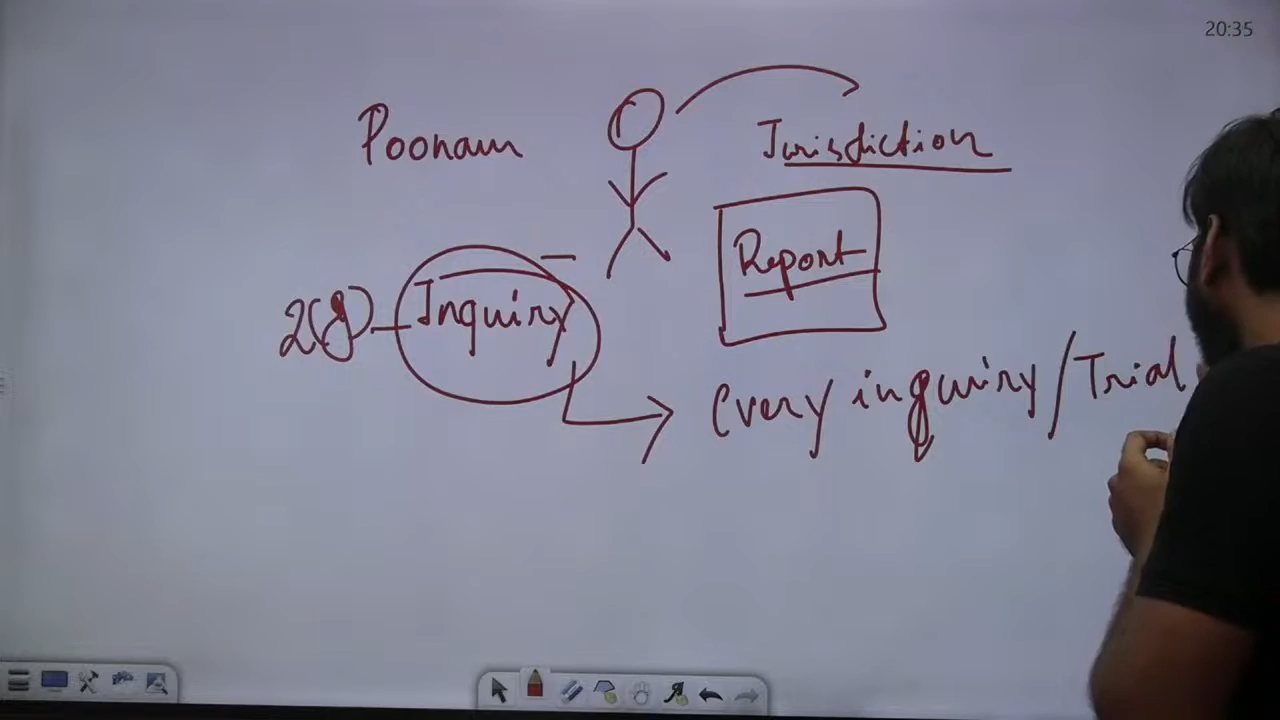 20:35
Poonam
Jurisdiction
Report
2(g) - Inquiry
Every inquiry/Trial